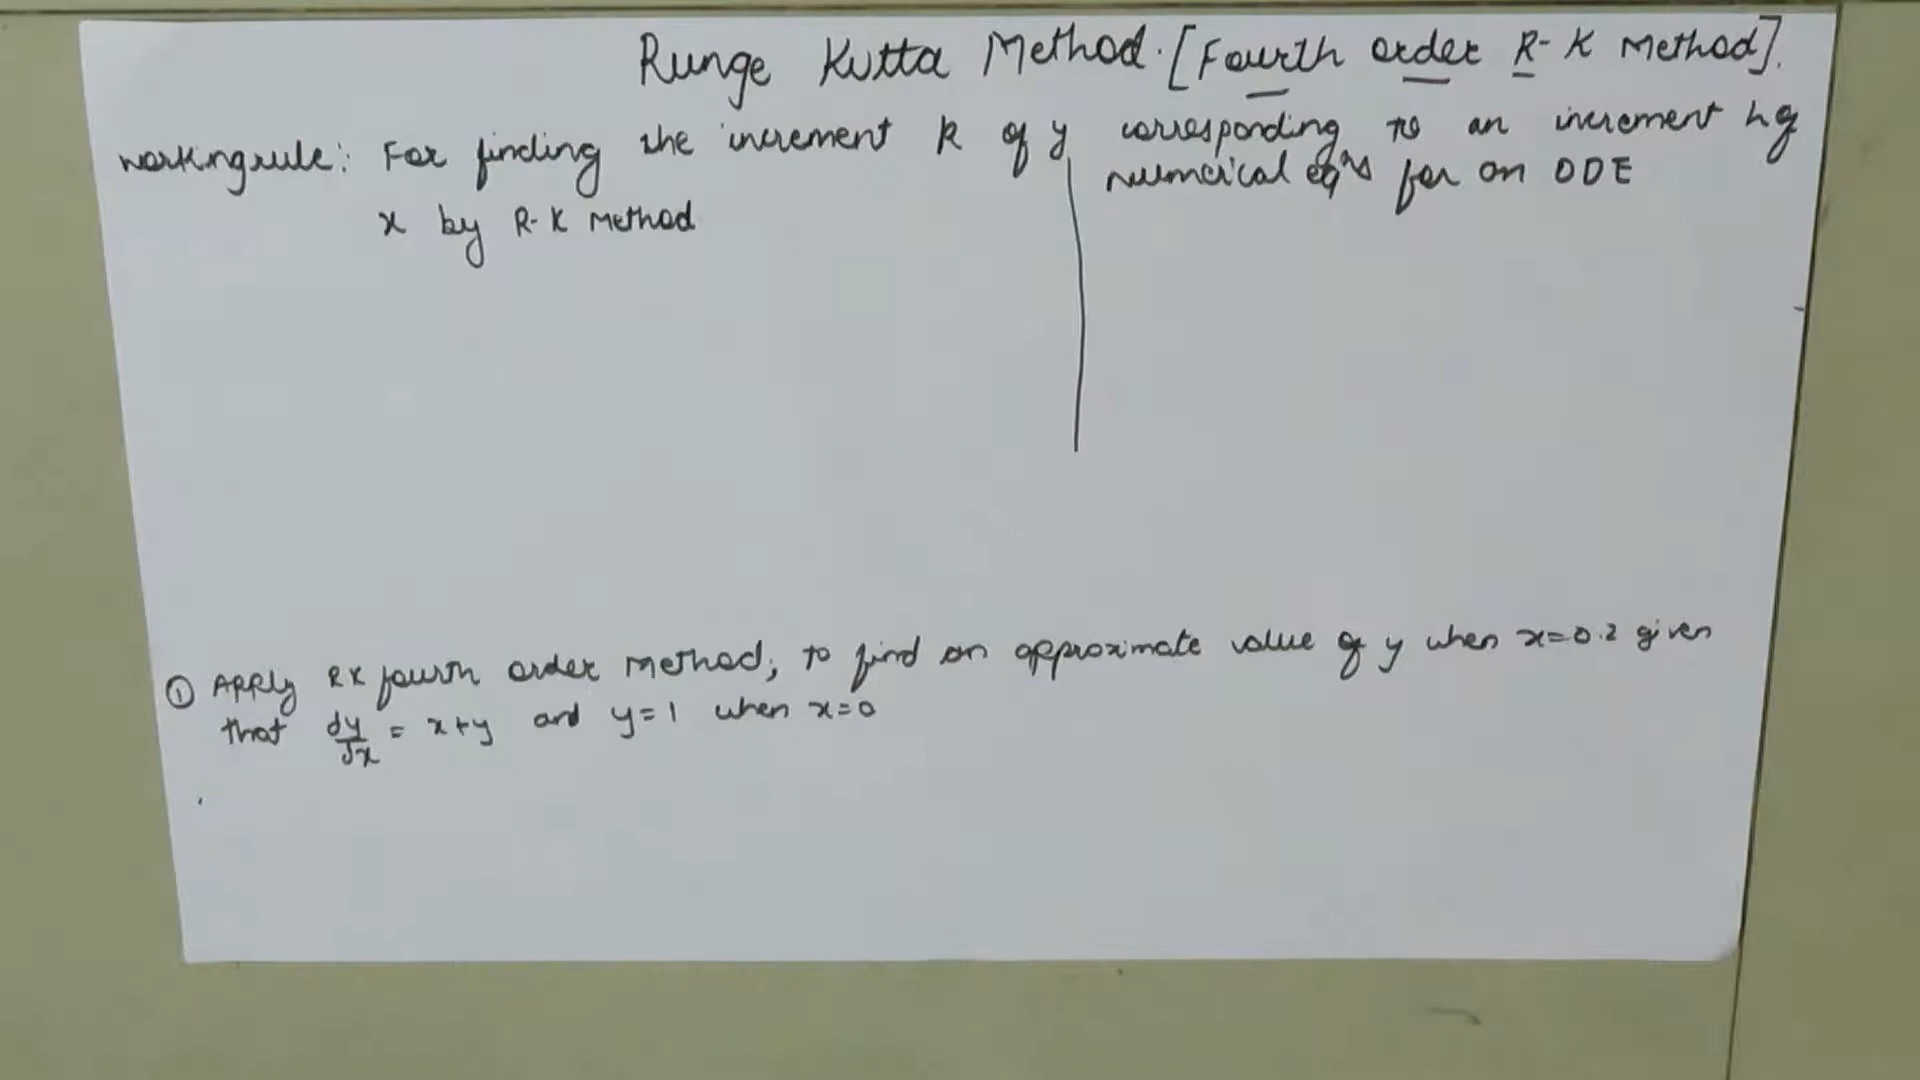 Runge Kutta Method. [Fourth order R-K Method].
working rule: For finding the increment k of y corresponding to an increment h of
x by R-K Method
numerical eqns for an ODE
① Apply RK fourth order method, to find an approximate value of y when x=0.2 given
that dy/dx = x+y and y=1 when x=0